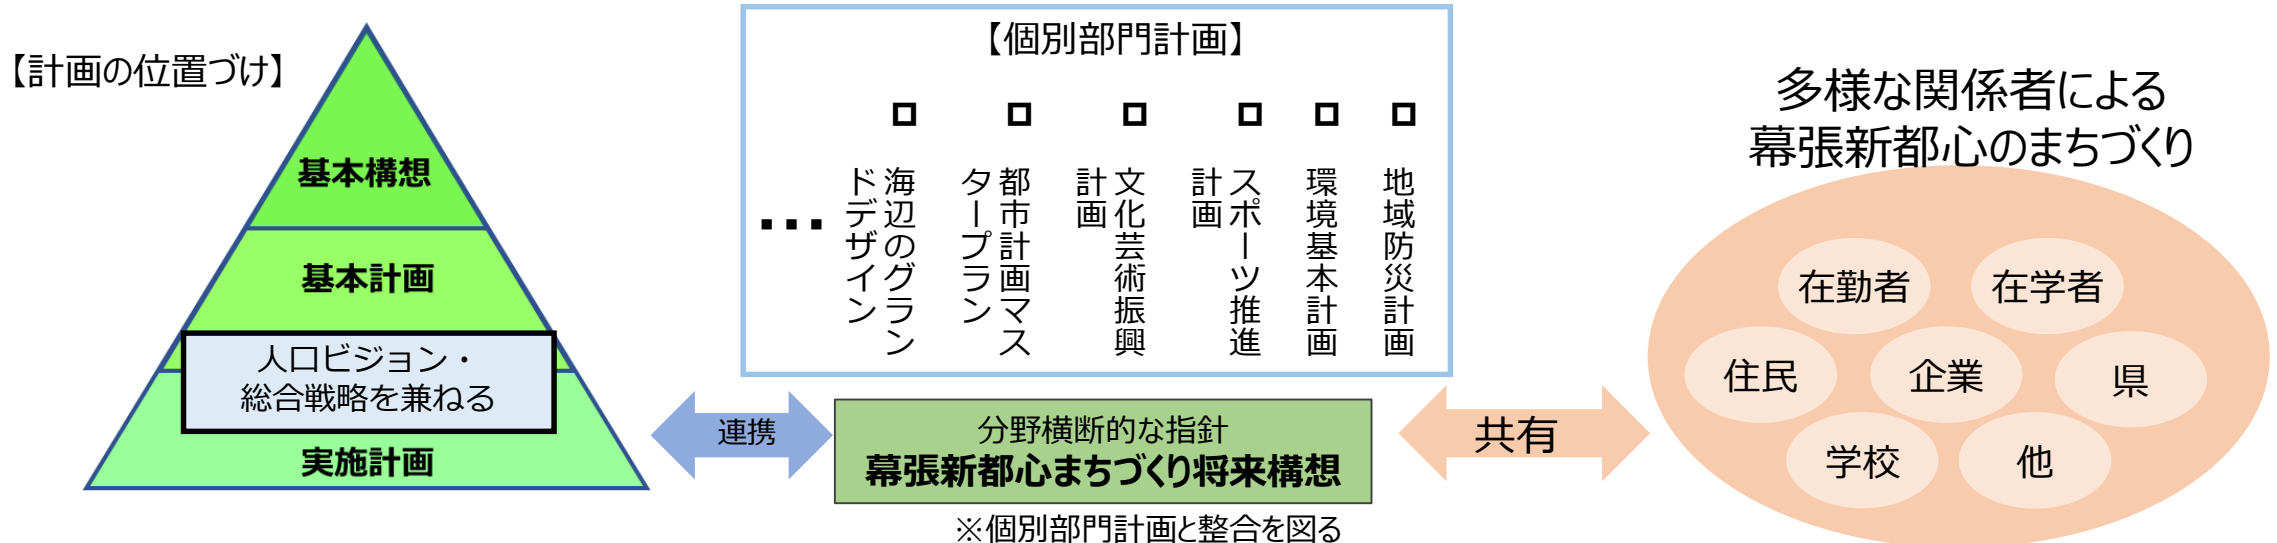 【計画の位置づけ】
基本構想
基本計画
人口ビジョン・
総合戦略を兼ねる
実施計画
連携
【個別部門計画】
□ 地域防災計画
□ 環境基本計画
□ スポーツ推進
計画
□ 文化芸術振興
計画
□ 都市計画マス
タープラン
□ 海辺のグラン
ドデザイン
…
分野横断的な指針
幕張新都心まちづくり将来構想
※個別部門計画と整合を図る
共有
多様な関係者による
幕張新都心のまちづくり
在勤者
在学者
住民
企業
県
学校
他